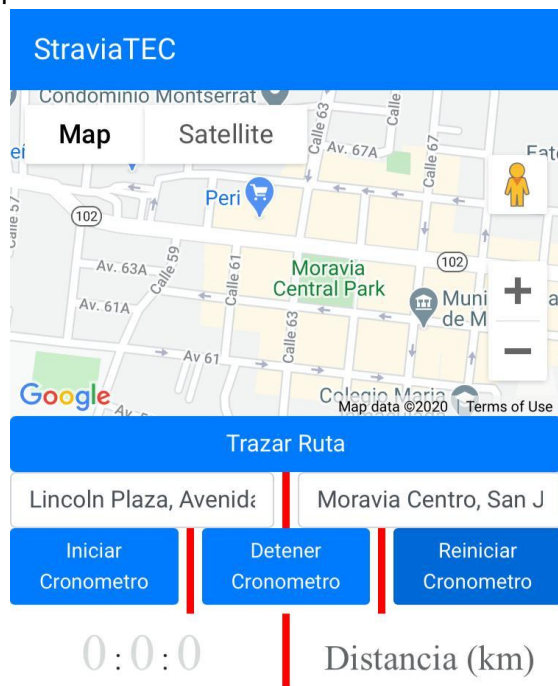 StraviaTEC
Condominio Montserrat
Map
Satellite
Calle 63
Calle
Av. 67A
Calle 67
Peri
102
Calle 59
Av. 63A
Calle 61
Moravia
Central Park
102
Muni
de M
Av. 61A
Calle 63
Av 61
Google
Colegio Maria
Map data ©2020
Terms of Use
Trazar Ruta
Lincoln Plaza, Avenida
Moravia Centro, San J
Iniciar
Cronometro
Detener
Cronometro
Reiniciar
Cronometro
0:0:0
Distancia (km)